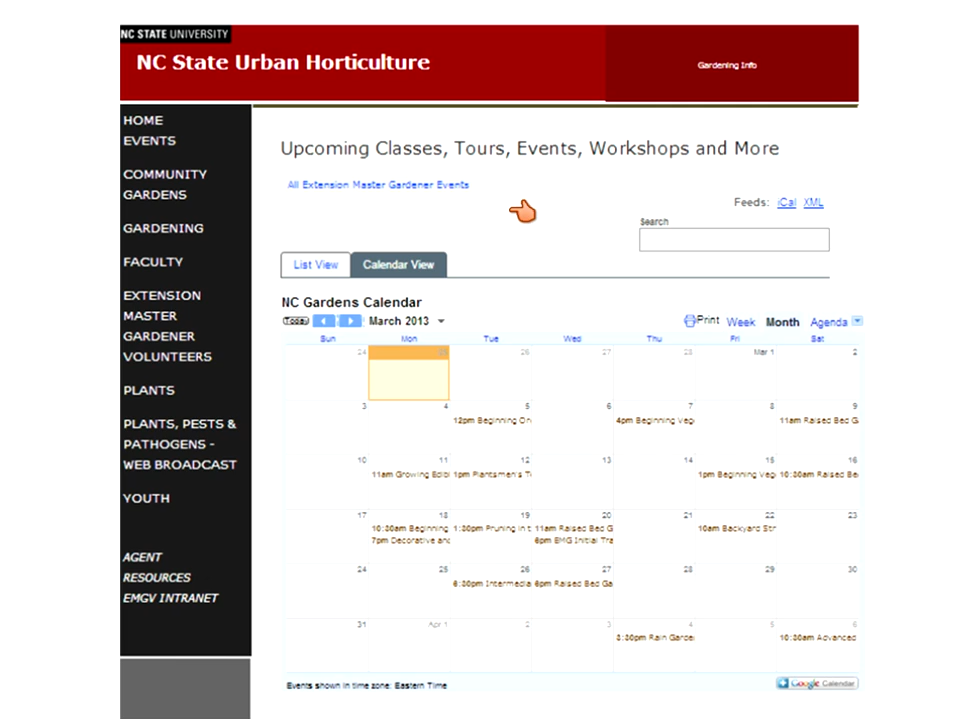 NC STATE UNIVERSITY
NC State Urban Horticulture
Gardening Info
HOME
EVENTS
COMMUNITY
GARDENS
GARDENING
FACULTY
EXTENSION
MASTER
GARDENER
VOLUNTEERS
PLANTS
PLANTS, PESTS &
PATHOGENS -
WEB BROADCAST
YOUTH
AGENT
RESOURCES
EMGV INTRANET
Upcoming Classes, Tours, Events, Workshops and More
All Extension Master Gardener Events
Feeds: iCal XML
Search
List View Calendar View
NC Gardens Calendar
Today March 2013 Print Week Month Agenda
Sun Mon Tue Wed Thu Fri Sat
24 25 26 27 28 Mar 1 2
3 4 5 6 7 8 9
12pm Beginning On 4pm Beginning Veg 11am Raised Bed G
10 11 12 13 14 15 16
11am Growing Edib 1pm Plantsmen's T 1pm Beginning Veg 10:30am Raised Be
17 18 19 20 21 22 23
10:30am Beginning 1:30pm Pruning in t 11am Raised Bed G 10am Backyard Str
7pm Decorative and 6pm EMG Initial Tra
24 25 26 27 28 29 30
6:30pm Intermedia 6pm Raised Bed Ga
31 Apr 1 2 3 4 5 6
3:30pm Rain Garde 10:30am Advanced
Events shown in time zone: Eastern Time
Google Calendar